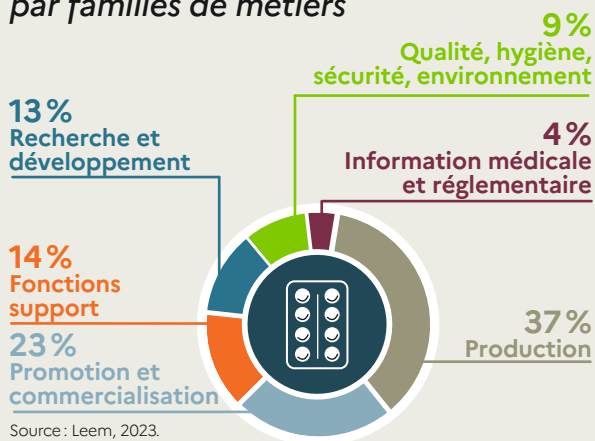 par familles de métiers
9 %
Qualité, hygiène,
sécurité, environnement
13 %
Recherche et
développement
4 %
Information médicale
et réglementaire
14 %
Fonctions
support
37 %
Production
23 %
Promotion et
commercialisation
Source : Leem, 2023.